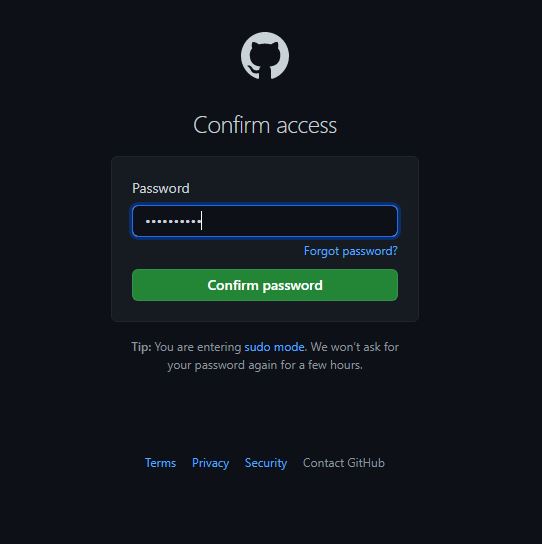 Confirm access
Password
••••••••••
Forgot password?
Confirm password
Tip: You are entering sudo mode. We won't ask for
your password again for a few hours.
Terms Privacy Security Contact GitHub